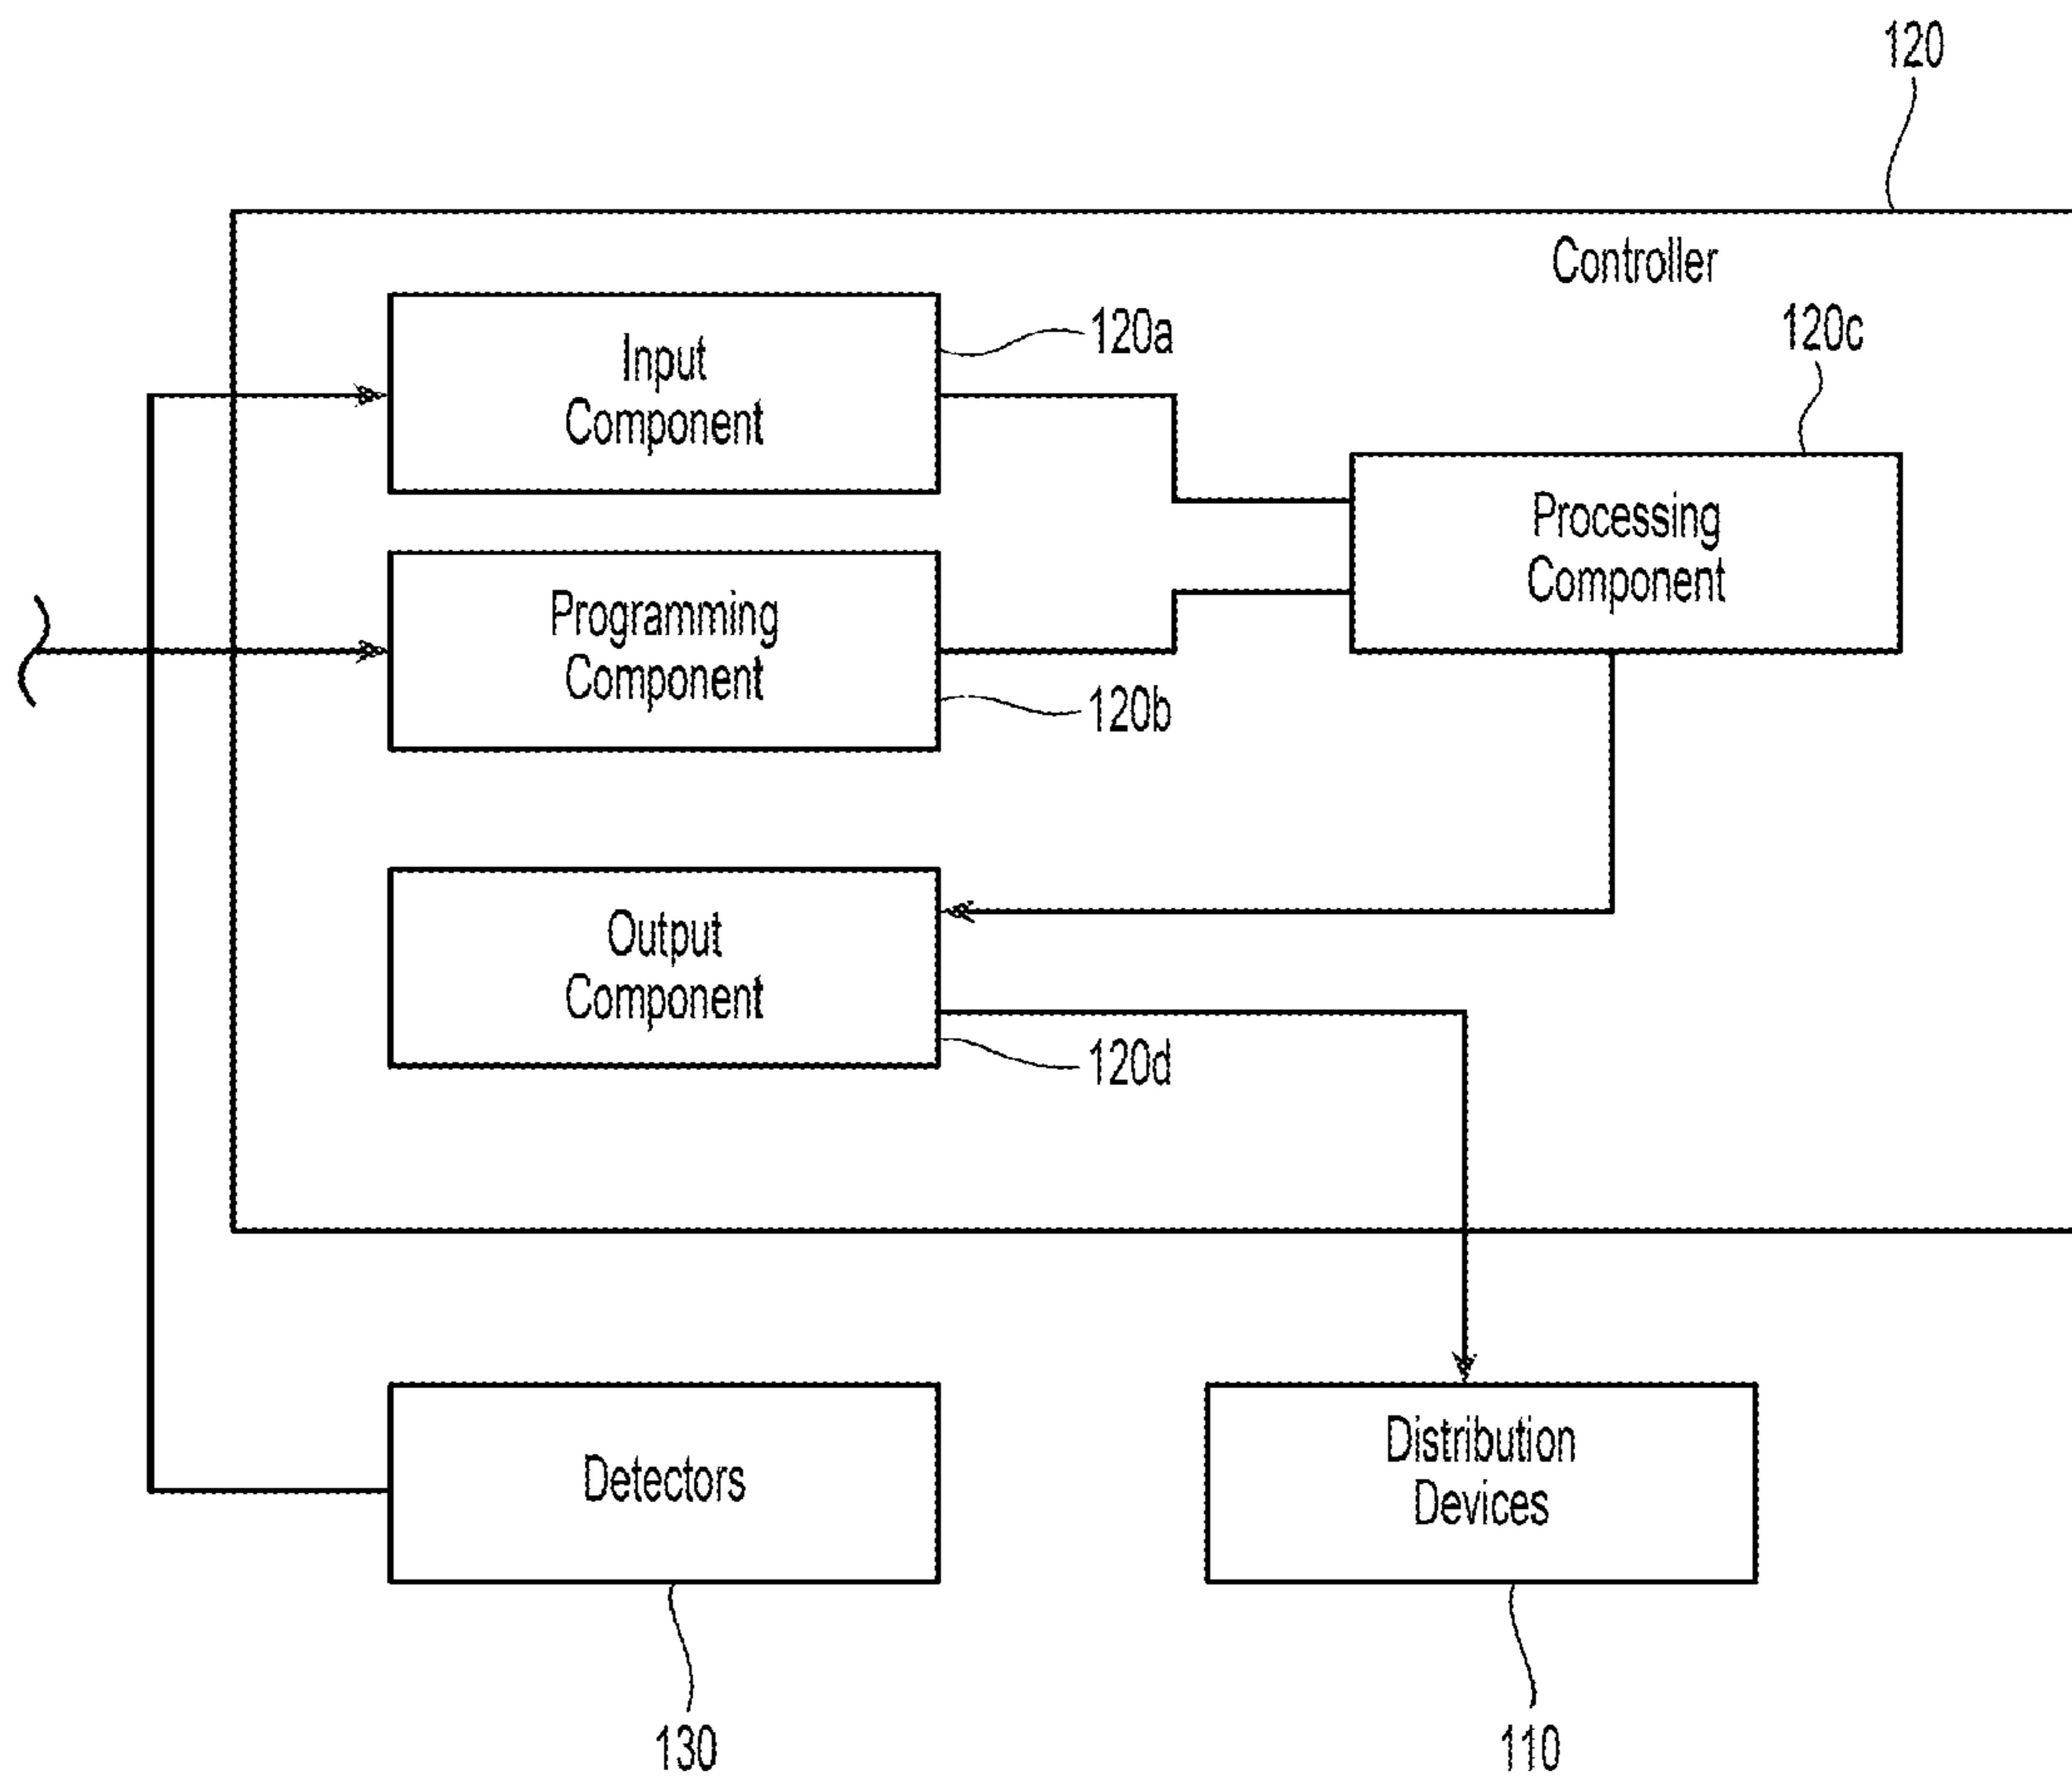 120
Controller
Input
Component
120a
120c
Processing
Component
Programming
Component
120b
Output
Component
120d
Detectors
Distribution
Devices
130
110